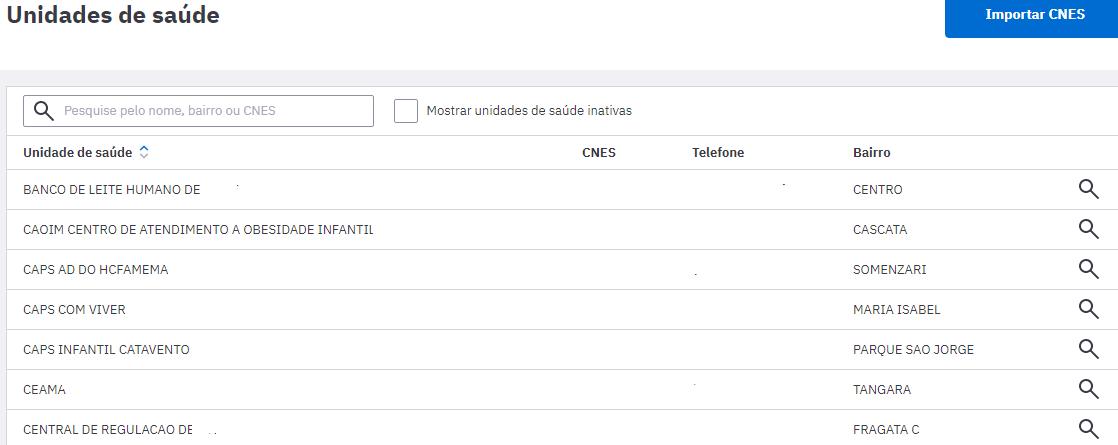 Unidades de saúde
Importar CNES
Pesquise pelo nome, bairro ou CNES
Mostrar unidades de saúde inativas
Unidade de saúde CNES Telefone Bairro
BANCO DE LEITE HUMANO DE CENTRO
CAOIM CENTRO DE ATENDIMENTO A OBESIDADE INFANTIL CASCATA
CAPS AD DO HCFAMEMA SOMENZARI
CAPS COM VIVER MARIA ISABEL
CAPS INFANTIL CATAVENTO PARQUE SAO JORGE
CEAMA TANGARA
CENTRAL DE REGULACAO DE FRAGATA C